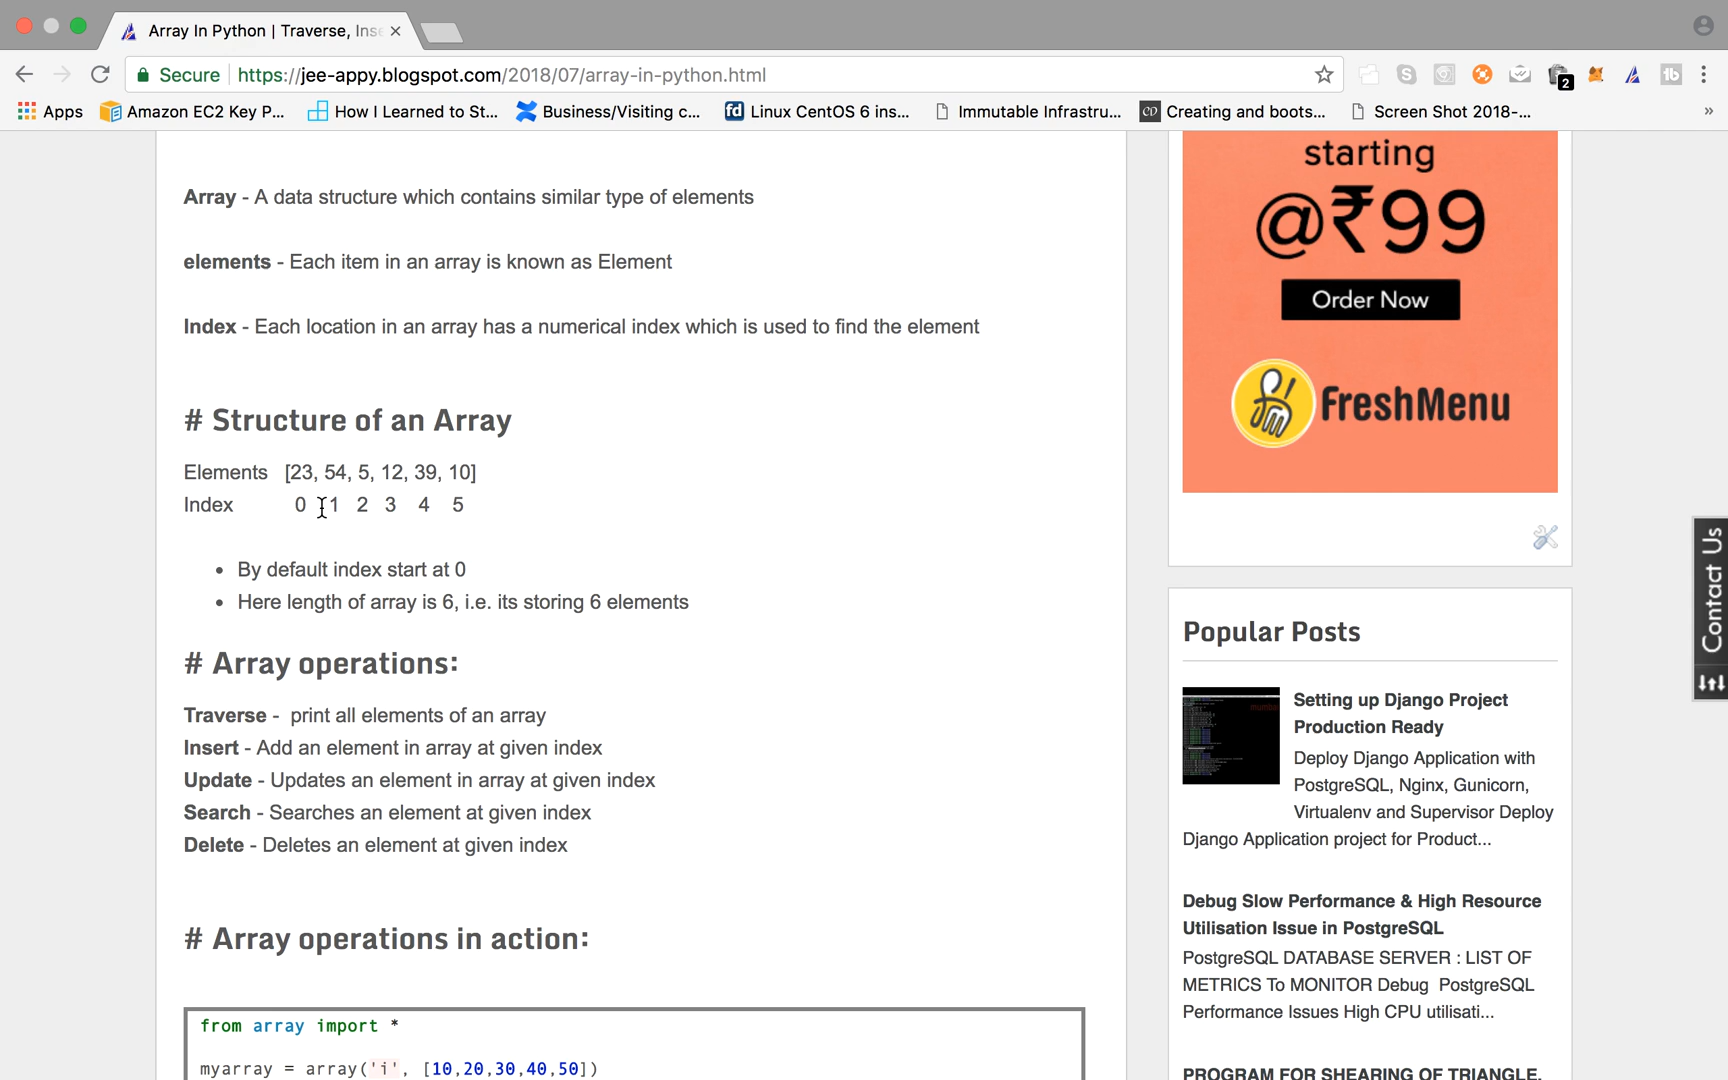 Array In Python | Traverse, Inse
Secure https://jee-appy.blogspot.com/2018/07/array-in-python.html
2
Apps Amazon EC2 Key P... How I Learned to St... Business/Visiting c... fd Linux CentOS 6 ins... Immutable Infrastru... Creating and boots... Screen Shot 2018-... »
Array - A data structure which contains similar type of elements
elements - Each item in an array is known as Element
Index - Each location in an array has a numerical index which is used to find the element
# Structure of an Array
Elements [23, 54, 5, 12, 39, 10]
Index 0 1 2 3 4 5
• By default index start at 0
• Here length of array is 6, i.e. its storing 6 elements
# Array operations:
Traverse - print all elements of an array
Insert - Add an element in array at given index
Update - Updates an element in array at given index
Search - Searches an element at given index
Delete - Deletes an element at given index
# Array operations in action:
from array import *
myarray = array('i', [10,20,30,40,50])
starting
@₹99
Order Now
FreshMenu
Contact Us
Popular Posts
Setting up Django Project
Production Ready
Deploy Django Application with
PostgreSQL, Nginx, Gunicorn,
Virtualenv and Supervisor Deploy
Django Application project for Product...
Debug Slow Performance & High Resource
Utilisation Issue in PostgreSQL
PostgreSQL DATABASE SERVER : LIST OF
METRICS To MONITOR Debug PostgreSQL
Performance Issues High CPU utilisati...
PROGRAM FOR SHEARING OF TRIANGLE,